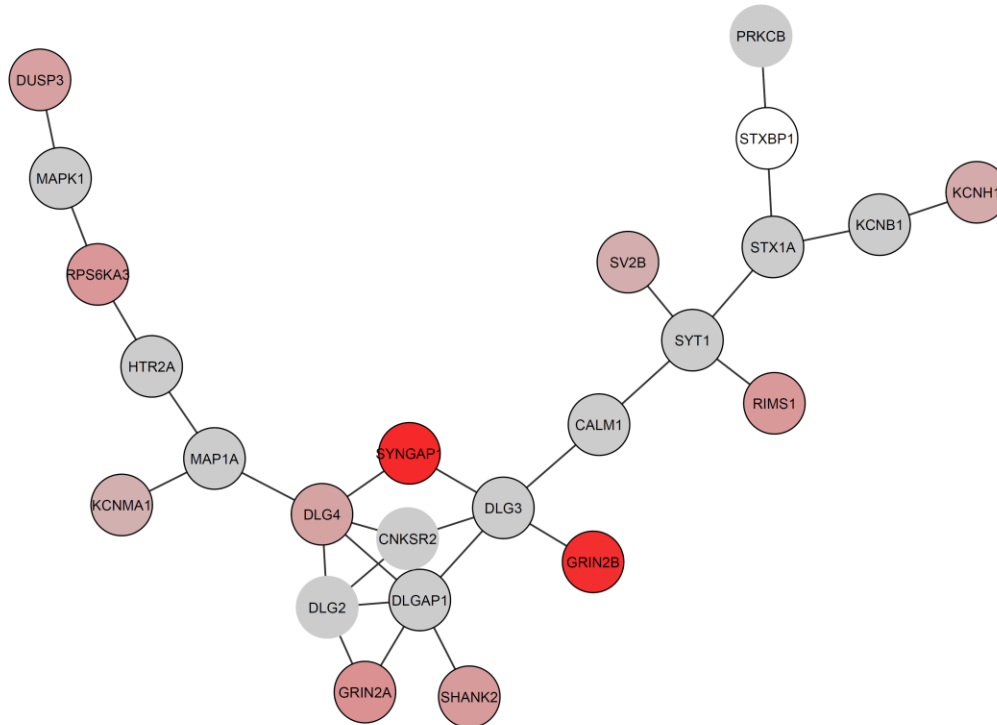 PRKCB
DUSP3
STXBP1
MAPK1
KCNH1
KCNB1
STX1A
SV2B
RPS6KA3
SYT1
HTR2A
RIMS1
CALM1
SYNGAP1
MAP1A
KCNMA1
DLG4
DLG3
CNKSR2
GRIN2B
DLGAP1
DLG2
GRIN2A
SHANK2